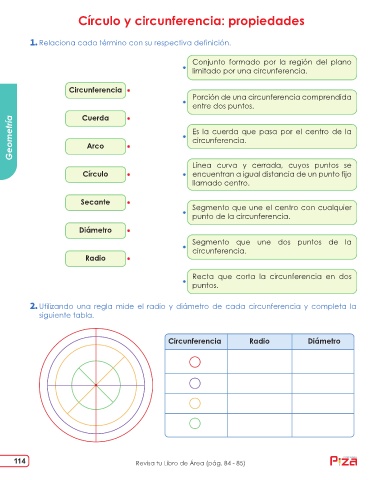 Círculo y circunferencia: propiedades
1. Relaciona cada término con su respectiva definición.
Circunferencia
Cuerda
Arco
Círculo
Secante
Diámetro
Radio
Conjunto formado por la región del plano
limitado por una circunferencia.
Porción de una circunferencia comprendida
entre dos puntos.
Es la cuerda que pasa por el centro de la
circunferencia.
Línea curva y cerrada, cuyos puntos se
encuentran a igual distancia de un punto fijo
llamado centro.
Segmento que une el centro con cualquier
punto de la circunferencia.
Segmento que une dos puntos de la
circunferencia.
Recta que corta la circunferencia en dos
puntos.
Geometría
2. Utilizando una regla mide el radio y diámetro de cada circunferencia y completa la
siguiente tabla.
Circunferencia Radio Diámetro
114
Revisa tu Libro de Área (pág. 84 - 85)